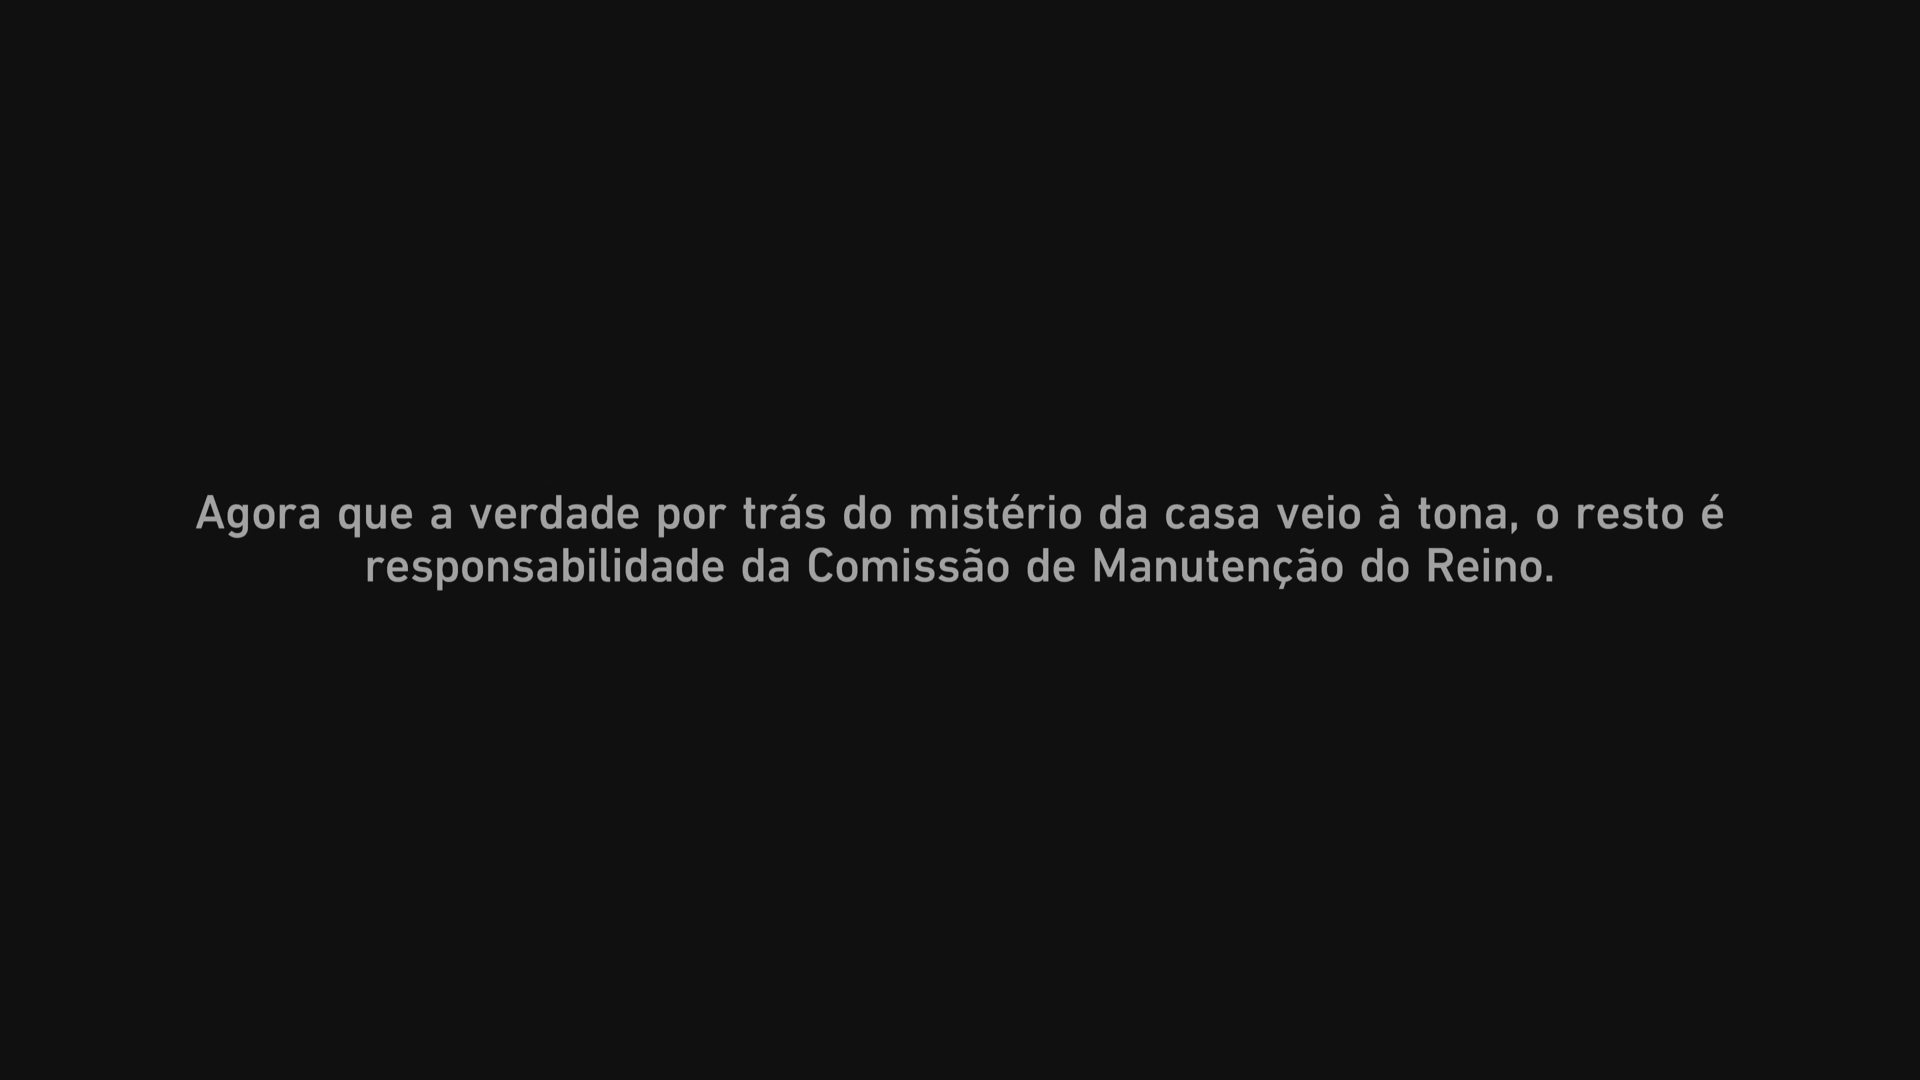 Agora que a verdade por trás do mistério da casa veio à tona, o resto é
responsabilidade da Comissão de Manutenção do Reino.